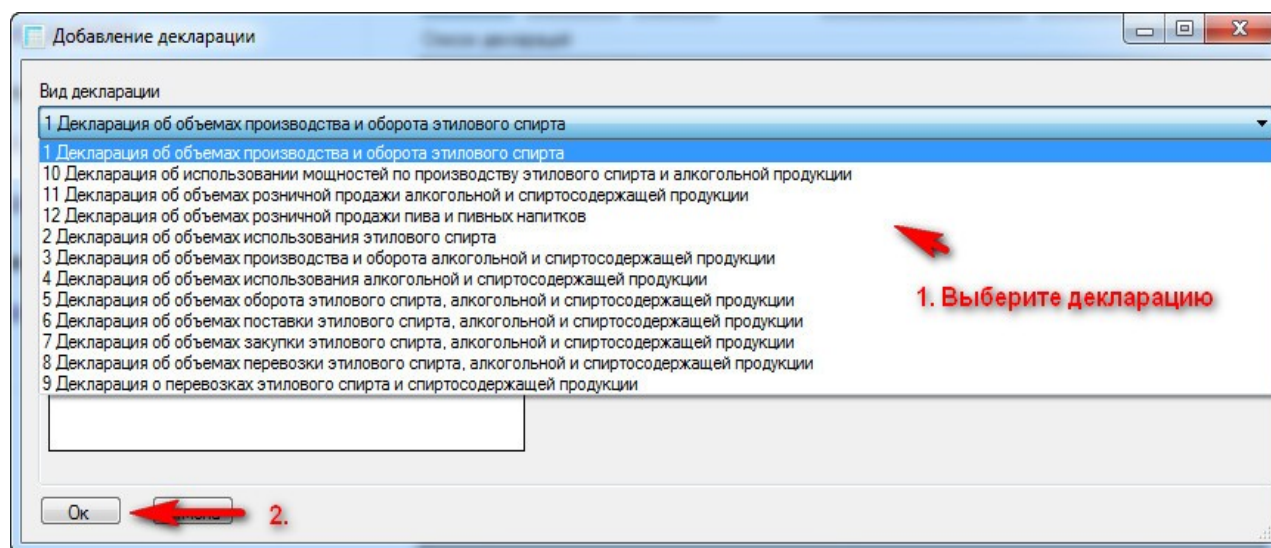 Добавление декларации
Вид декларации
1 Декларация об объемах производства и оборота этилового спирта
1 Декларация об объемах производства и оборота этилового спирта
10 Декларация об использовании мощностей по производству этилового спирта и алкогольной продукции
11 Декларация об объемах розничной продажи алкогольной и спиртосодержащей продукции
12 Декларация об объемах розничной продажи пива и пивных напитков
2 Декларация об объемах использования этилового спирта
3 Декларация об объемах производства и оборота алкогольной и спиртосодержащей продукции
4 Декларация об объемах использования алкогольной и спиртосодержащей продукции
5 Декларация об объемах оборота этилового спирта, алкогольной и спиртосодержащей продукции
6 Декларация об объемах поставки этилового спирта, алкогольной и спиртосодержащей продукции
7 Декларация об объемах закупки этилового спирта, алкогольной и спиртосодержащей продукции
8 Декларация об объемах перевозки этилового спирта, алкогольной и спиртосодержащей продукции
9 Декларация о перевозках этилового спирта и спиртосодержащей продукции
1. Выберите декларацию
Ок
2.